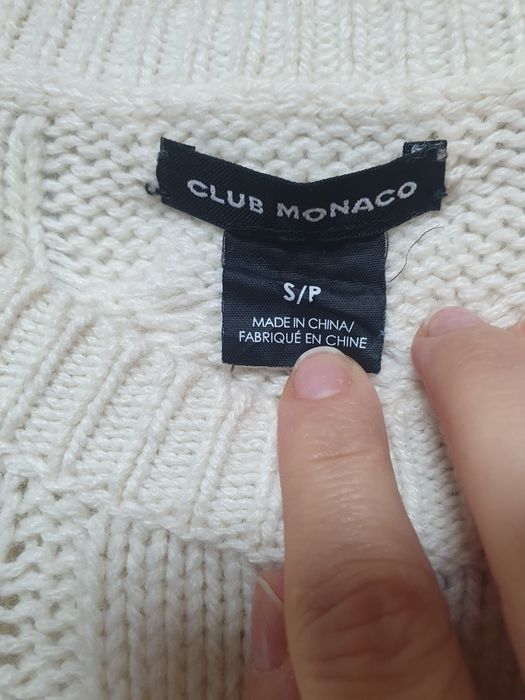 CLUB MONACO
S/P
MADE IN CHINA/
FABRIQUÉ EN CHINE